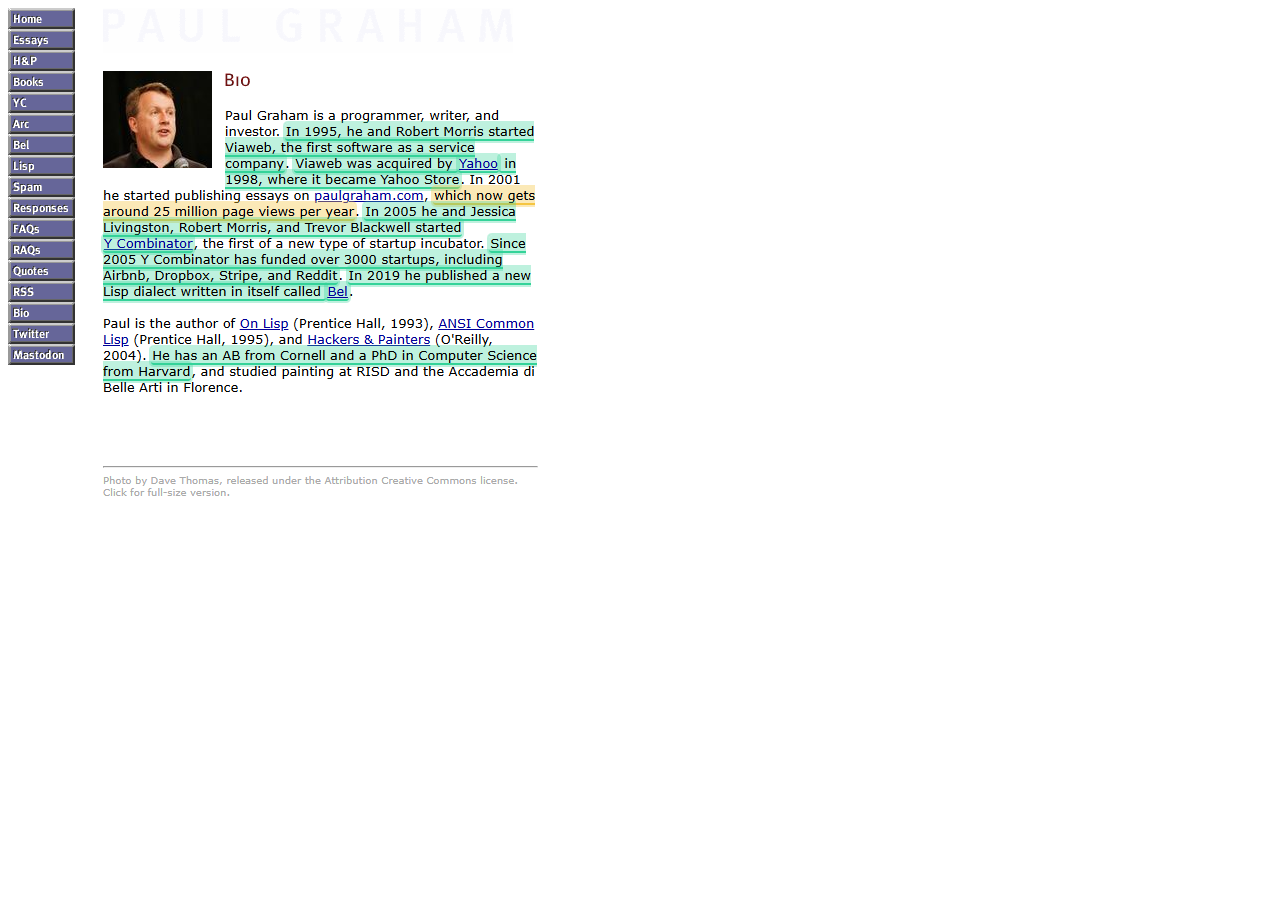 Home
Essays
H&P
Books
YC
Arc
Bel
Lisp
Spam
Responses
FAQs
RAQs
Quotes
RSS
Bio
Twitter
Mastodon
PAUL GRAHAM
Bio
Paul Graham is a programmer, writer, and
investor. In 1995, he and Robert Morris started
Viaweb, the first software as a service
company. Viaweb was acquired by Yahoo in
1998, where it became Yahoo Store. In 2001
he started publishing essays on paulgraham.com, which now gets
around 25 million page views per year. In 2005 he and Jessica
Livingston, Robert Morris, and Trevor Blackwell started
Y Combinator, the first of a new type of startup incubator. Since
2005 Y Combinator has funded over 3000 startups, including
Airbnb, Dropbox, Stripe, and Reddit. In 2019 he published a new
Lisp dialect written in itself called Bel.
Paul is the author of On Lisp (Prentice Hall, 1993), ANSI Common
Lisp (Prentice Hall, 1995), and Hackers & Painters (O'Reilly,
2004). He has an AB from Cornell and a PhD in Computer Science
from Harvard, and studied painting at RISD and the Accademia di
Belle Arti in Florence.
Photo by Dave Thomas, released under the Attribution Creative Commons license.
Click for full-size version.